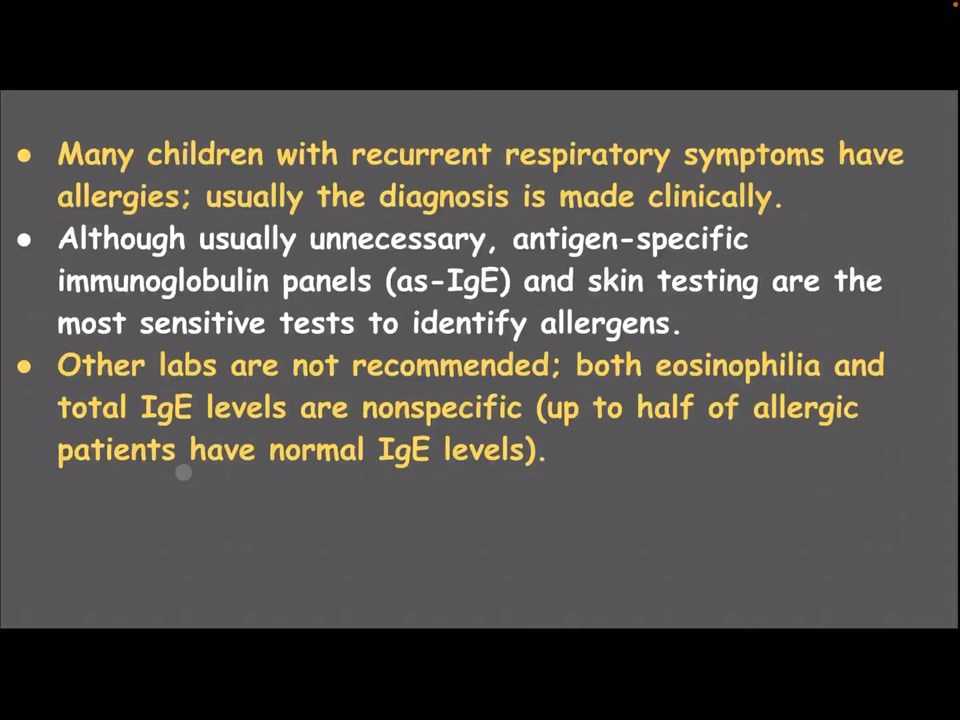 ● Many children with recurrent respiratory symptoms have
allergies; usually the diagnosis is made clinically.
● Although usually unnecessary, antigen-specific
immunoglobulin panels (as-IgE) and skin testing are the
most sensitive tests to identify allergens.
● Other labs are not recommended; both eosinophilia and
total IgE levels are nonspecific (up to half of allergic
patients have normal IgE levels).